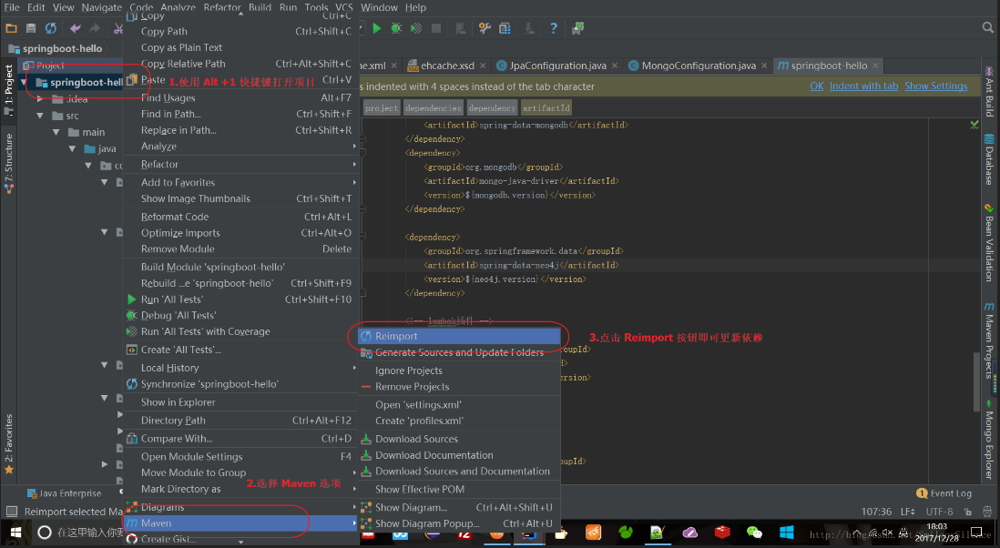 File Edit View Navigate Code Analyze Refactor Build Run Tools VCS Window Help
springboot-hello
Project
springboot-hell
.idea
src
main
java
1: Project
7: Structure
2: Favorites
1.使用 Alt +1 快捷键打开项目
Copy Ctrl+C
Copy Path Ctrl+Shift+C
Copy as Plain Text
Copy Relative Path Ctrl+Alt+Shift+C
Paste Ctrl+V
Find Usages Alt+F7
Find in Path... Ctrl+Shift+F
Replace in Path... Ctrl+Shift+R
Analyze
Refactor
Add to Favorites
Show Image Thumbnails Ctrl+Shift+T
Reformat Code Ctrl+Alt+L
Optimize Imports Ctrl+Alt+O
Remove Module Delete
Build Module 'springboot-hello'
Rebuild ...e 'springboot-hello' Ctrl+Shift+F9
Run 'All Tests' Ctrl+Shift+F10
Debug 'All Tests'
Run 'All Tests' with Coverage
Create 'All Tests'...
Local History
Synchronize 'springboot-hello'
Show in Explorer
Directory Path Ctrl+Alt+F12
Compare With... Ctrl+D
Open Module Settings F4
Move Module to Group
Mark Directory as
2.选择 Maven 选项
Diagrams
Maven
Create Gist...
ne.xml ehcache.xsd JpaConfiguration.java MongoConfiguration.java springboot-hello
s indented with 4 spaces instead of the tab character OK Indent with tab Show Settings
project dependencies dependency artifactId
<artifactId>spring-data-mongodb</artifactId>
</dependency>
<dependency>
<groupId>org.mongodb</groupId>
<artifactId>mongo-java-driver</artifactId>
<version>${mongodb.version}</version>
</dependency>
<dependency>
<groupId>org.springframework.data</groupId>
<artifactId>spring-data-neo4j</artifactId>
<version>${neo4j.version}</version>
</dependency>
<!-- lombok插件 -->
Reimport
3.点击 Reimport 按钮即可更新依赖
Generate Sources and Update Folders
Ignore Projects
Remove Projects
Open 'settings.xml'
Create 'profiles.xml'
Download Sources
Download Documentation
Download Sources and Documentation
Show Effective POM
Show Diagram... Ctrl+Alt+Shift+U
Show Diagram Popup... Ctrl+Alt+U
groupId>
d>
ersion>
oupId>
Ant Build
Database
Bean Validation
Maven Projects
Mongo Explorer
Java Enterprise
1 Event Log
Reimport selected Ma
107:36 LF UTF-8
在这里输入你要
18:03
2017/12/28